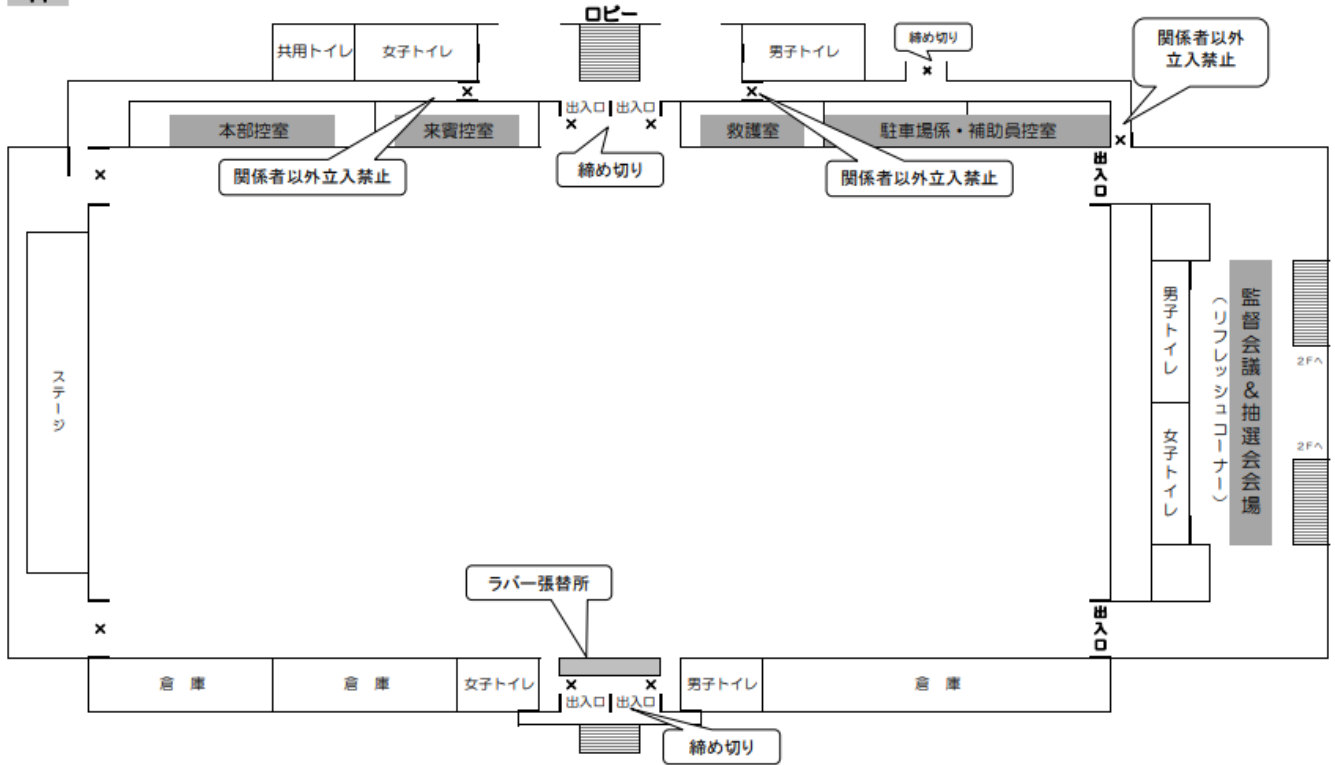 ロビー
共用トイレ
女子トイレ
男子トイレ
締め切り
×
関係者以外
立入禁止
×
×
出入口
出入口
×
×
本部控室
来賓控室
救護室
駐車場係・補助員控室
×
関係者以外立入禁止
締め切り
関係者以外立入禁止
出入口
×
ステージ
男子トイレ
女子トイレ
(リフレッシュコーナー)
監督会議&抽選会会場
2Fへ
2Fへ
ラバー張替所
×
出入口
倉 庫
倉 庫
女子トイレ
×
×
出入口
出入口
男子トイレ
倉 庫
締め切り